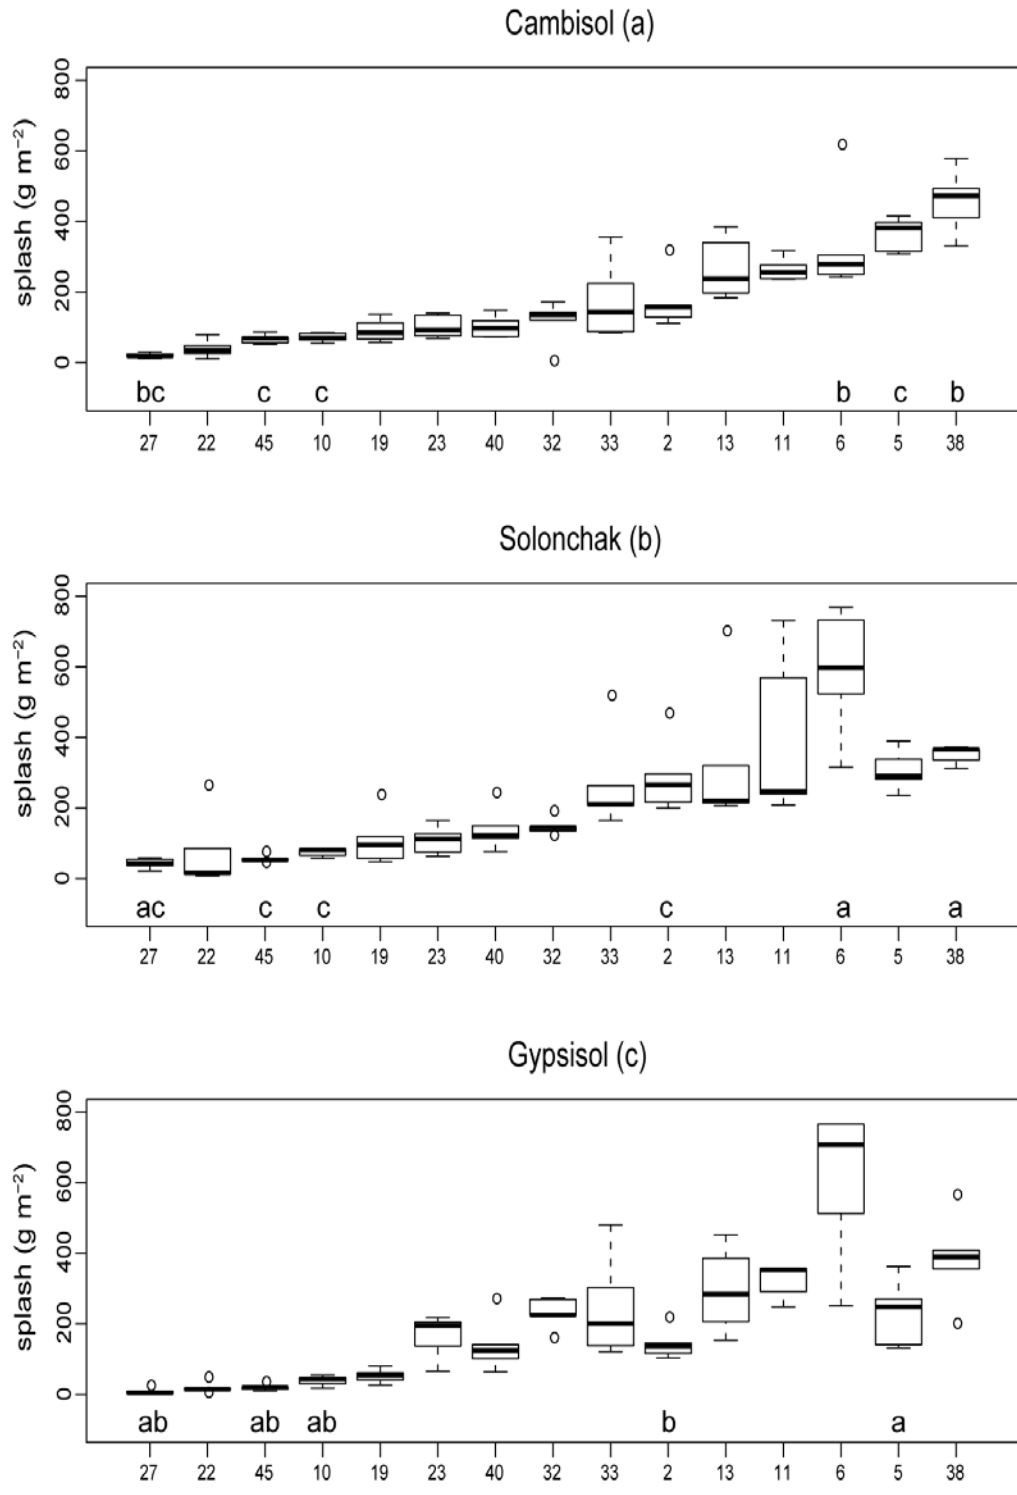 Cambisol (a)
splash (g m⁻²)
800
600
400
200
0
bc c c b c b
27 22 45 10 19 23 40 32 33 2 13 11 6 5 38
Solonchak (b)
splash (g m⁻²)
800
600
400
200
0
ac c c c a a
27 22 45 10 19 23 40 32 33 2 13 11 6 5 38
Gypsisol (c)
splash (g m⁻²)
800
600
400
200
0
ab ab ab b a
27 22 45 10 19 23 40 32 33 2 13 11 6 5 38